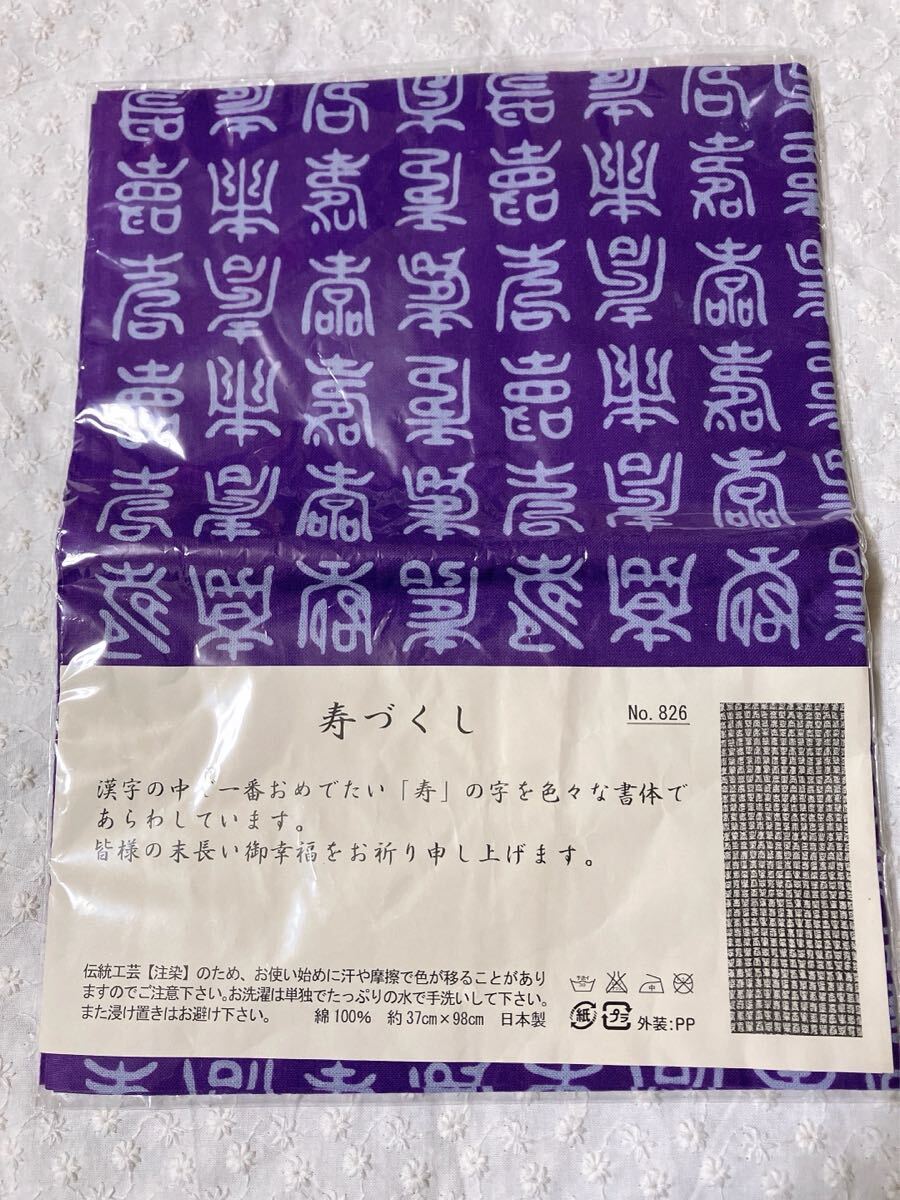 寿づくし
No. 826
漢字の中で一番おめでたい「寿」の字を色々な書体で
あらわしています。
皆様の末長い御幸福をお祈り申し上げます。
伝統工芸【注染】のため、お使い始めに汗や摩擦で色が移ることがあり
ますのでご注意下さい。お洗濯は単独でたっぷりの水で手洗いして下さい。
また浸け置きはお避け下さい。 綿100% 約37cm×98cm 日本製
中
紙 プラ 外装:PP